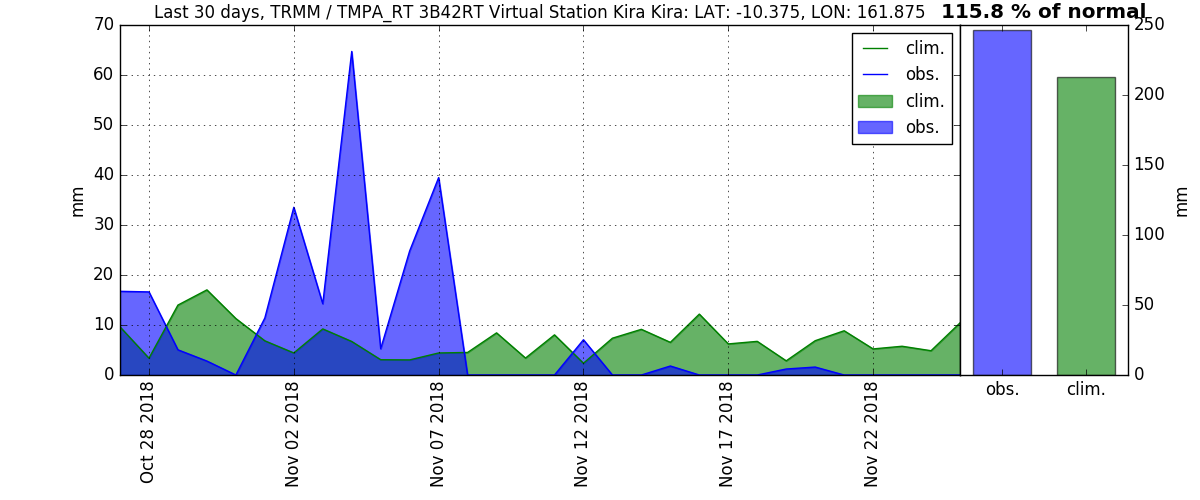 Last 30 days, TRMM / TMPA_RT 3B42RT Virtual Station Kira Kira: LAT: -10.375, LON: 161.875
115.8 % of normal
70
60
50
40
30
20
10
0
mm
clim.
obs.
clim.
obs.
Oct 28 2018
Nov 02 2018
Nov 07 2018
Nov 12 2018
Nov 17 2018
Nov 22 2018
250
200
150
100
50
0
mm
obs.
clim.